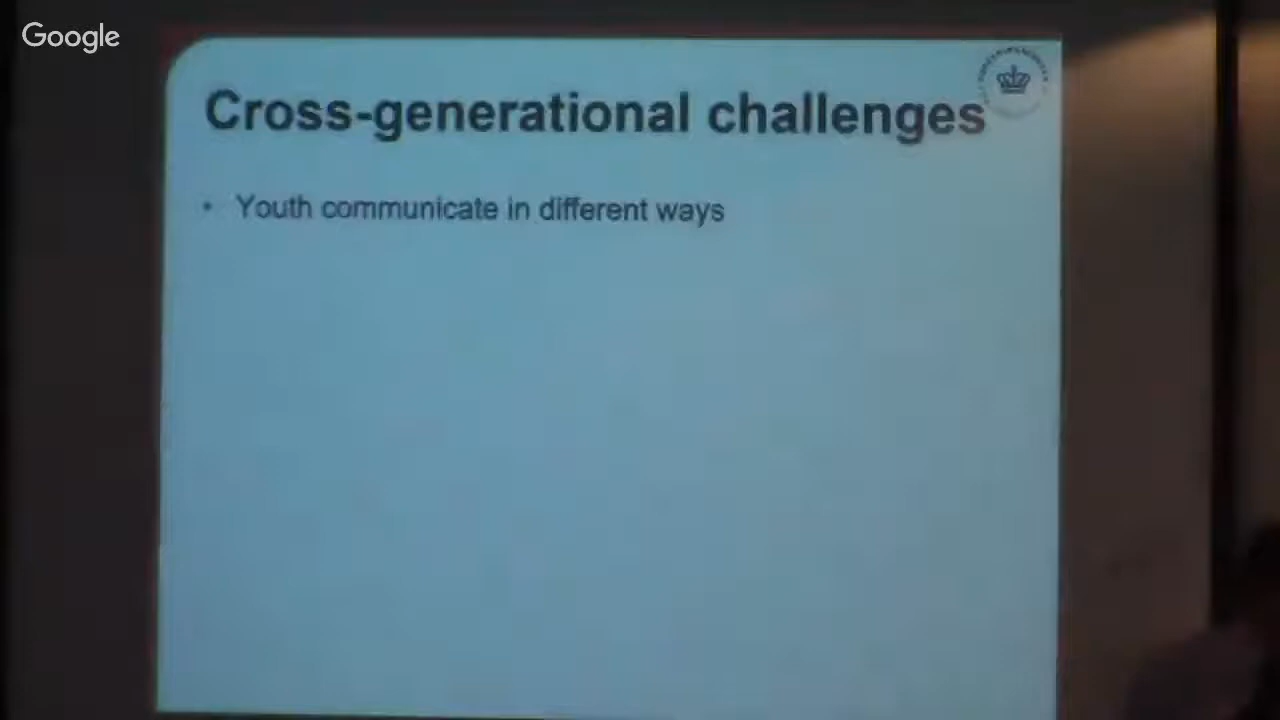 Google
Cross-generational challenges
• Youth communicate in different ways